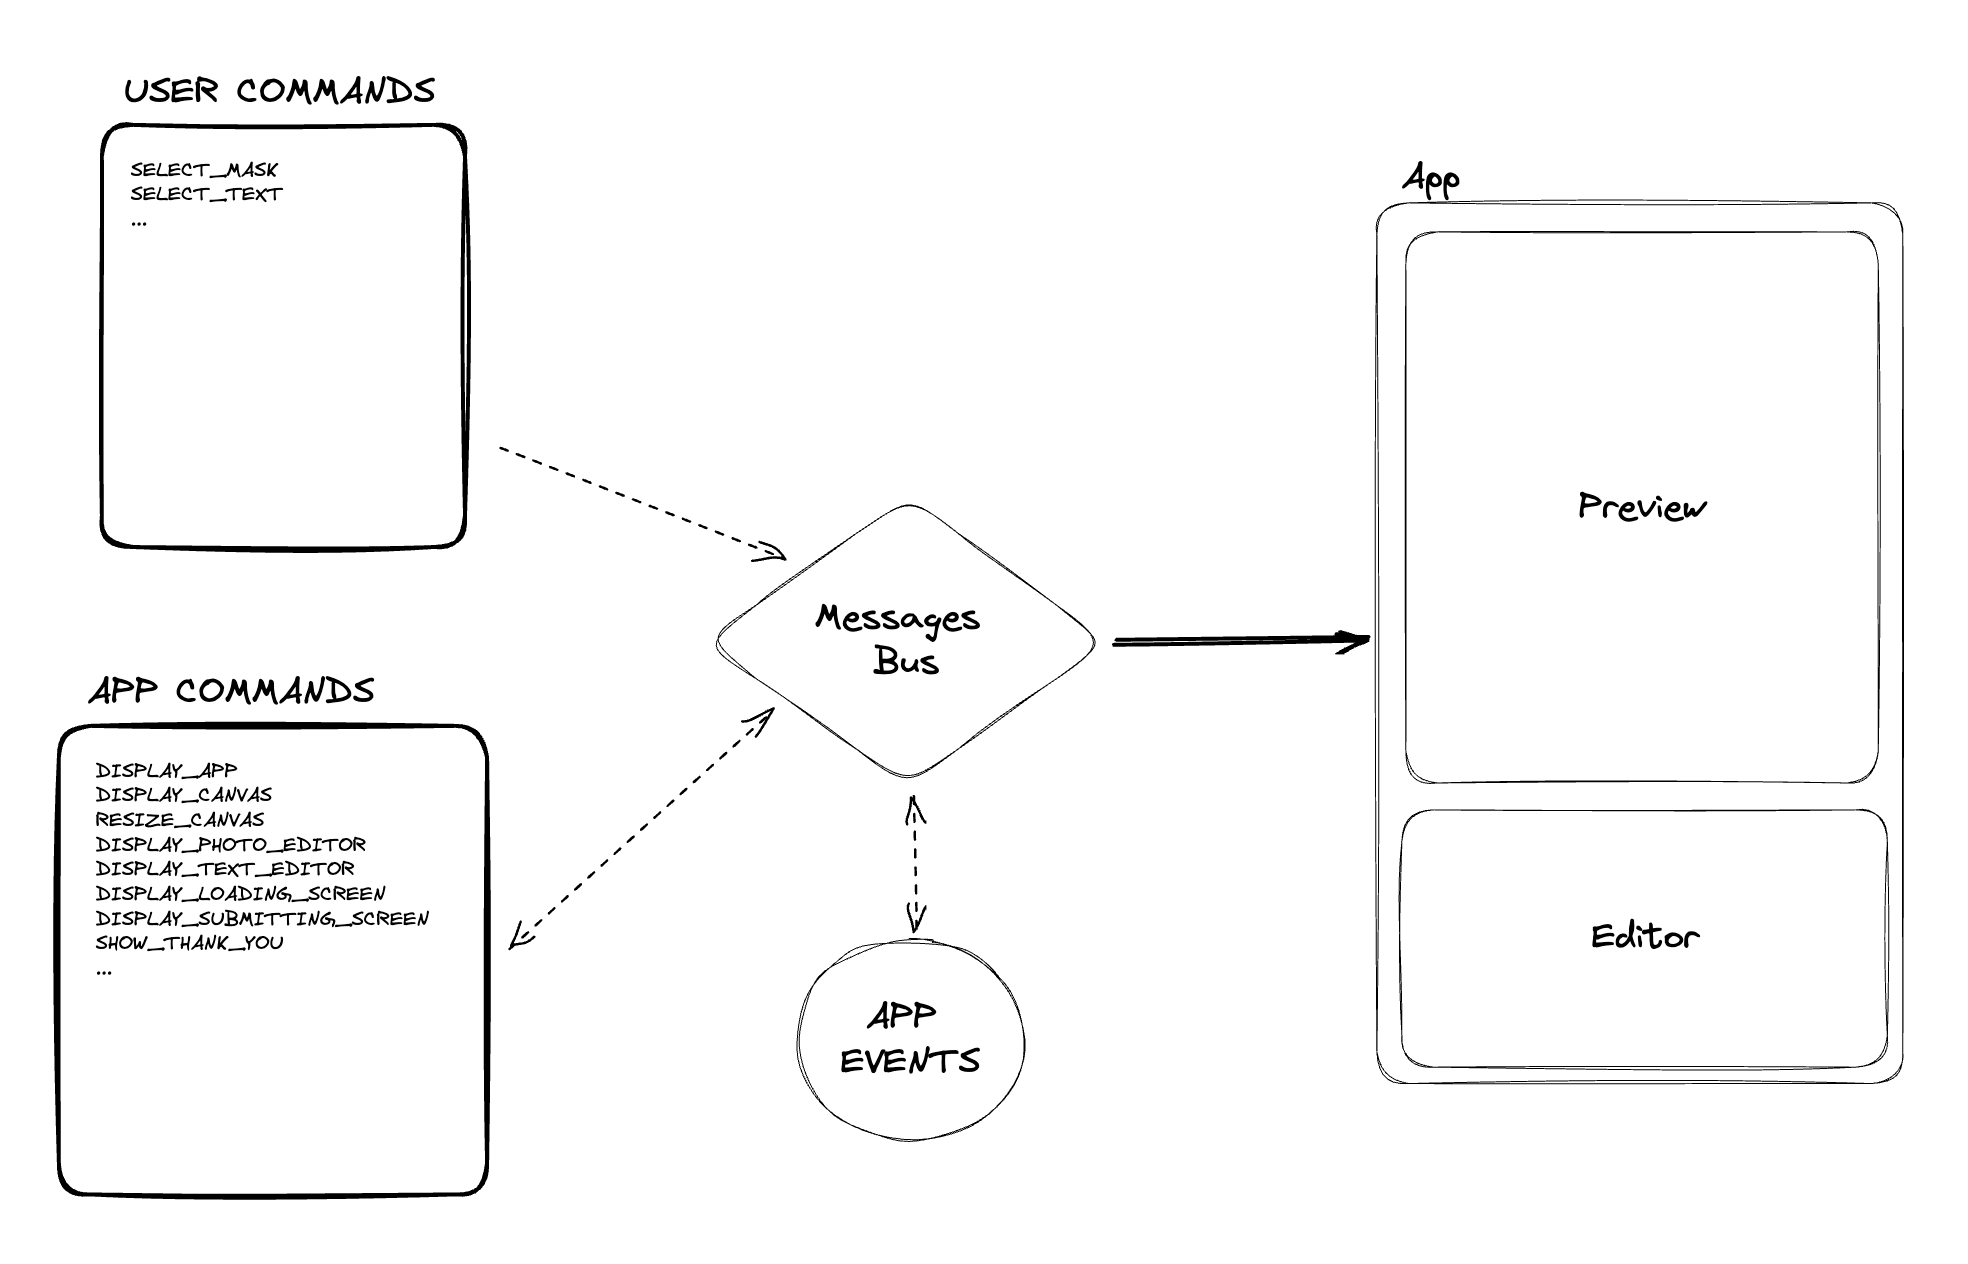 USER COMMANDS
SELECT_MASK
SELECT_TEXT
...
APP COMMANDS
DISPLAY_APP
DISPLAY_CANVAS
RESIZE_CANVAS
DISPLAY_PHOTO_EDITOR
DISPLAY_TEXT_EDITOR
DISPLAY_LOADING_SCREEN
DISPLAY_SUBMITTING_SCREEN
SHOW_THANK_YOU
...
Messages
Bus
APP
EVENTS
App
Preview
Editor